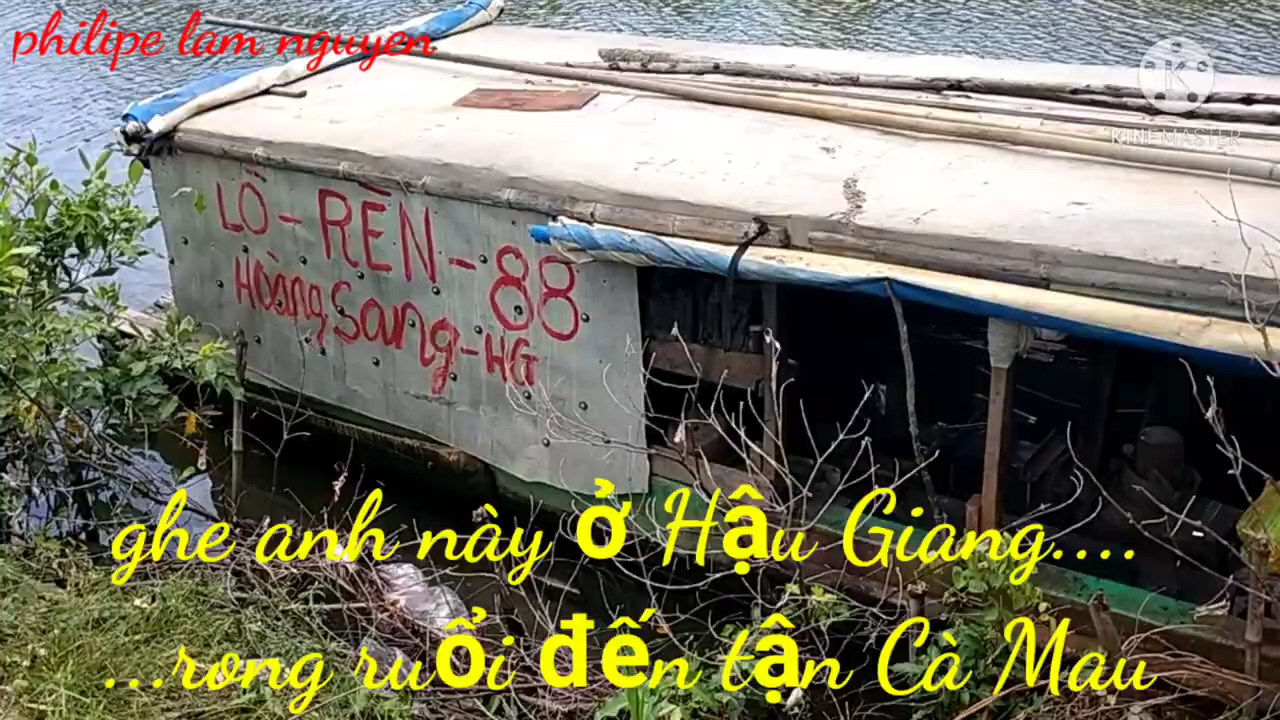 philipe lam nguyen
KINEMASTER
LÒ - RÈN - 88
HOÀNG SANG - HG
ghe anh này ở Hậu Giang....
...rong ruổi đến tận Cà Mau